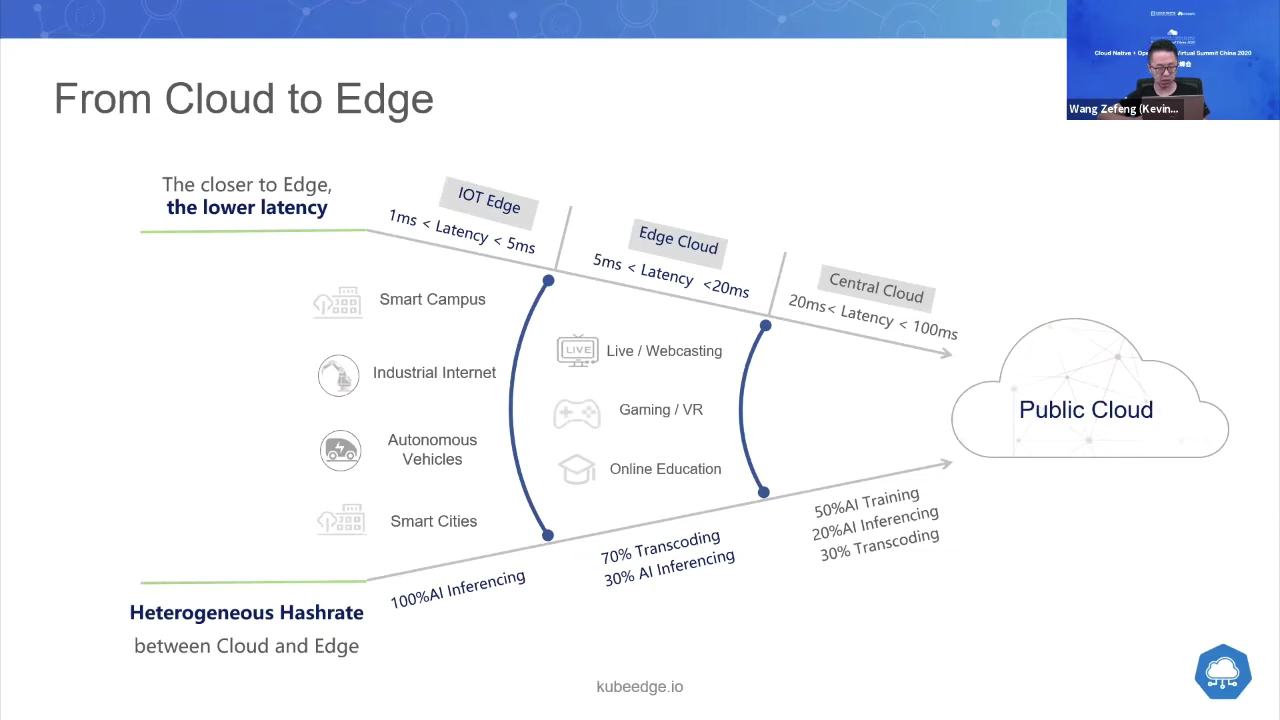 From Cloud to Edge
Cloud Native + Ope
Virtual Summit China 2020
Wang Zefeng (Kevin...
The closer to Edge,
the lower latency
IOT Edge
1ms < Latency < 5ms
Edge Cloud
5ms < Latency <20ms
Central Cloud
20ms< Latency < 100ms
Smart Campus
Industrial Internet
Autonomous
Vehicles
Smart Cities
LIVE
Live / Webcasting
Gaming / VR
Online Education
Public Cloud
100%AI Inferencing
70% Transcoding
30% AI Inferencing
50%AI Training
20%AI Inferencing
30% Transcoding
Heterogeneous Hashrate
between Cloud and Edge
kubeedge.io